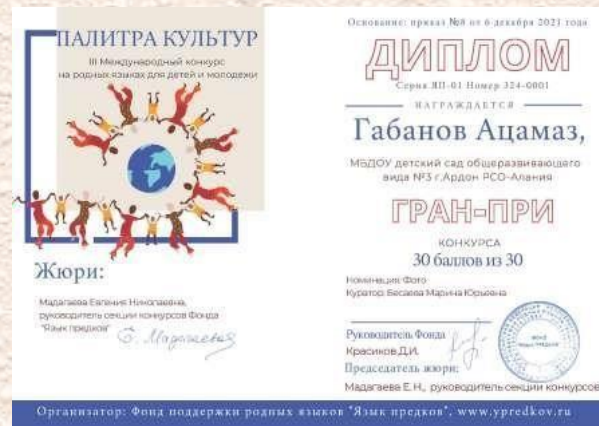 ПАЛИТРА КУЛЬТУР
III Международный конкурс
на родных языках для детей и молодежи
Жюри:
Мадагаева Евгения Николаевна,
руководитель секции конкурсов Фонда
"Язык предков"
Основание: приказ №8 от 6 декабря 2021 года
ДИПЛОМ
Серия ЯП-01 Номер 324-0001
НАГРАЖДАЕТСЯ
Габанов Ацамаз,
МБДОУ детский сад общеразвивающего
вида №3 г.Ардон РСО-Алания
ГРАН-ПРИ
КОНКУРСА
30 баллов из 30
Номинация: Фото
Куратор: Бесаева Марина Юрьевна
Руководитель Фонда
Красиков Д.И.
Председатель жюри:
Мадагаева Е. Н., руководитель секции конкурсов
Организатор: Фонд поддержки родных языков "Язык предков", www.ypredkov.ru